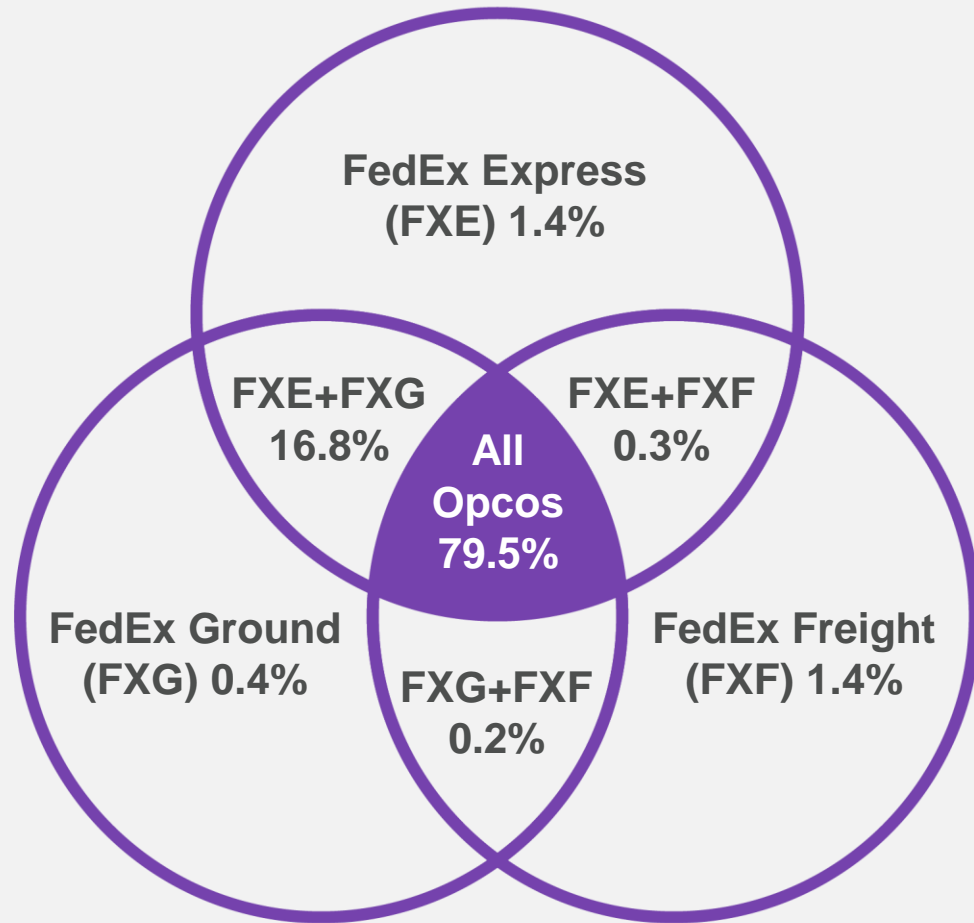 FedEx Express
(FXE) 1.4%
FXE+FXG
16.8%
FXE+FXF
0.3%
All
Opcos
79.5%
FedEx Ground
(FXG) 0.4%
FedEx Freight
(FXF) 1.4%
FXG+FXF
0.2%